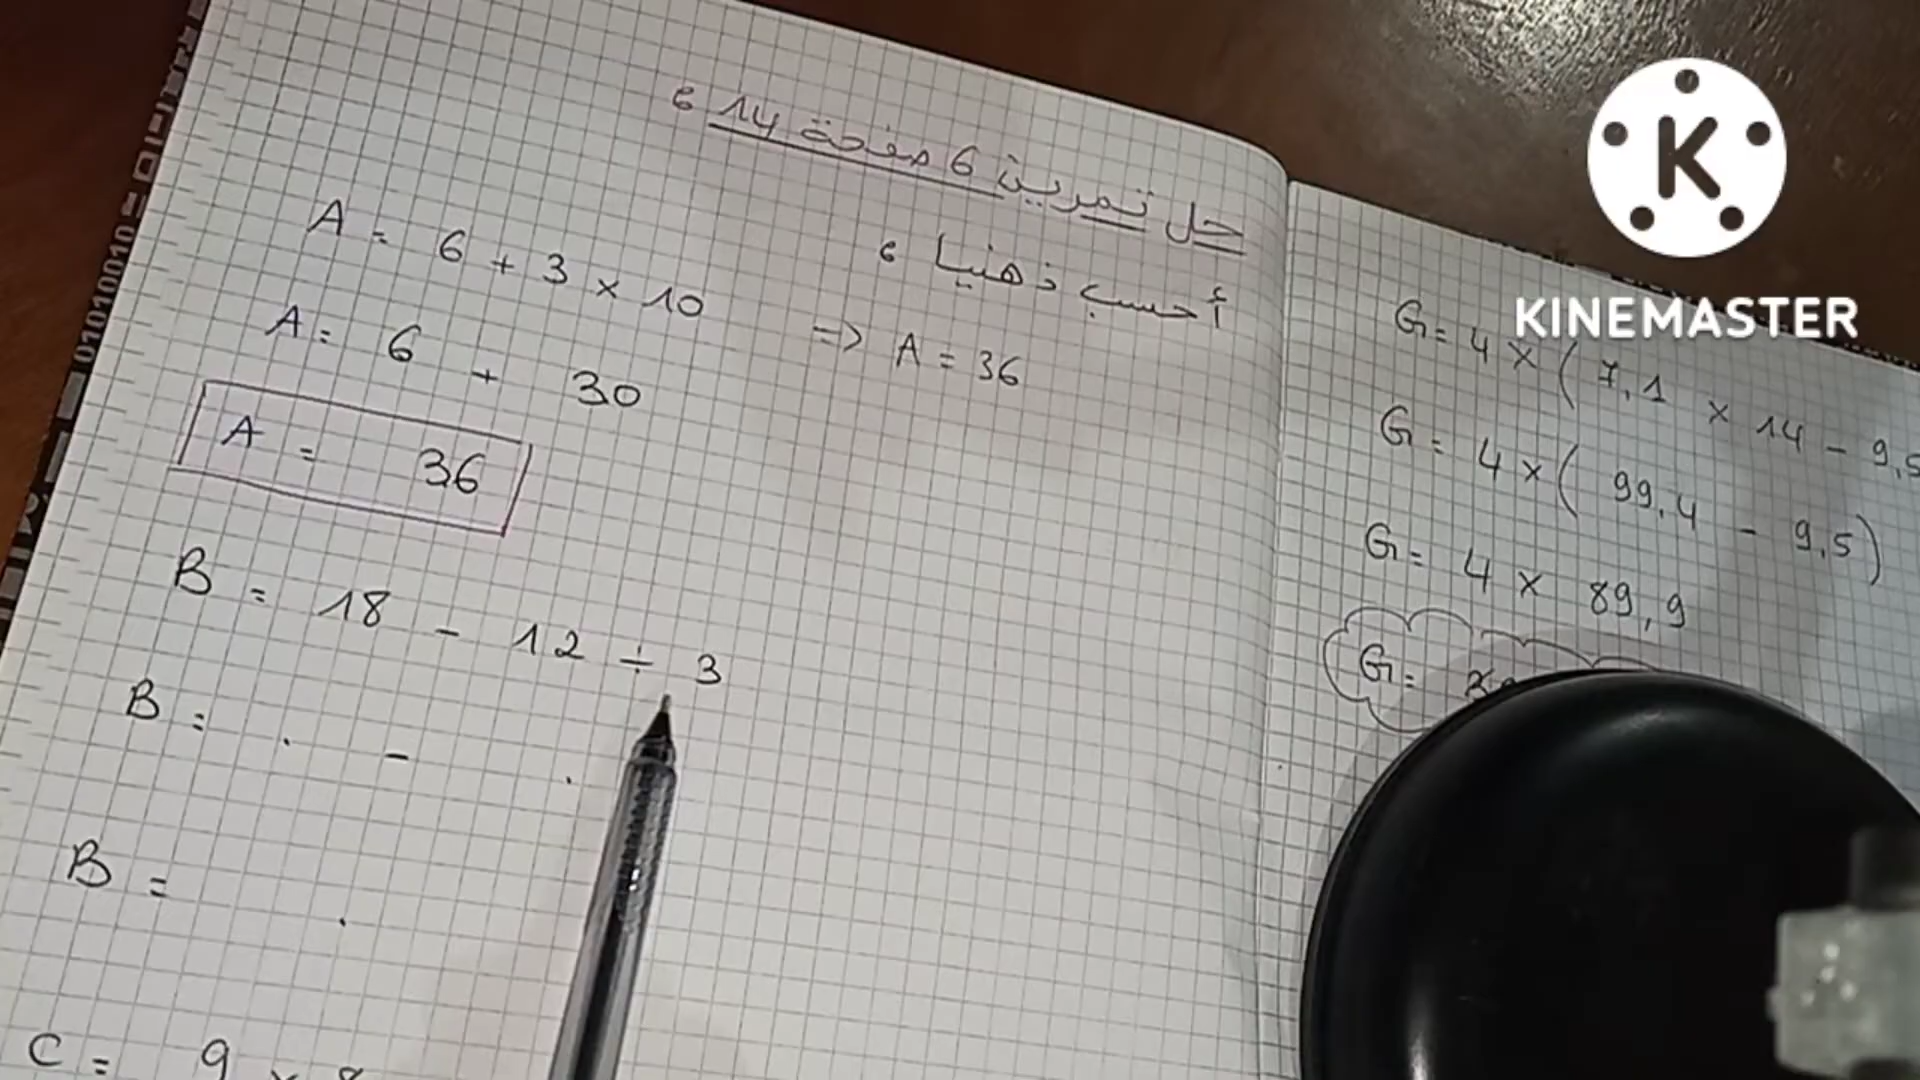 حل تمرين 6 صفحة 14 :
أحسب ذهنيا :
A = 6 + 3 × 10
⇒ A = 36
A = 6 + 30
A = 36
B = 18 - 12 ÷ 3
B = . - .
B = .
C = 9 ×
G = 4 × ( 7,1 × 14 - 9,5
G = 4 × ( 99,4 - 9,5 )
G = 4 × 89,9
G =
KINEMASTER
01010010